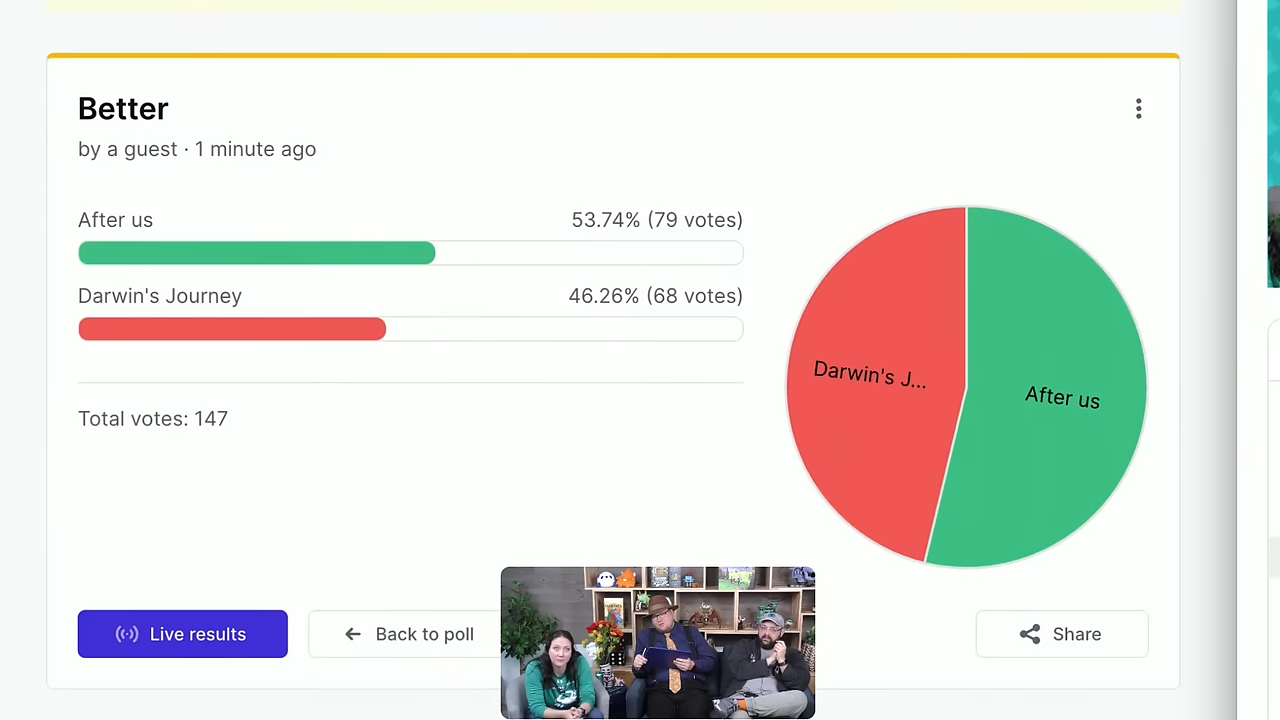 Better
by a guest · 1 minute ago
After us
53.74% (79 votes)
Darwin's Journey
46.26% (68 votes)
Total votes: 147
Darwin's J...
After us
Live results
Back to poll
Share